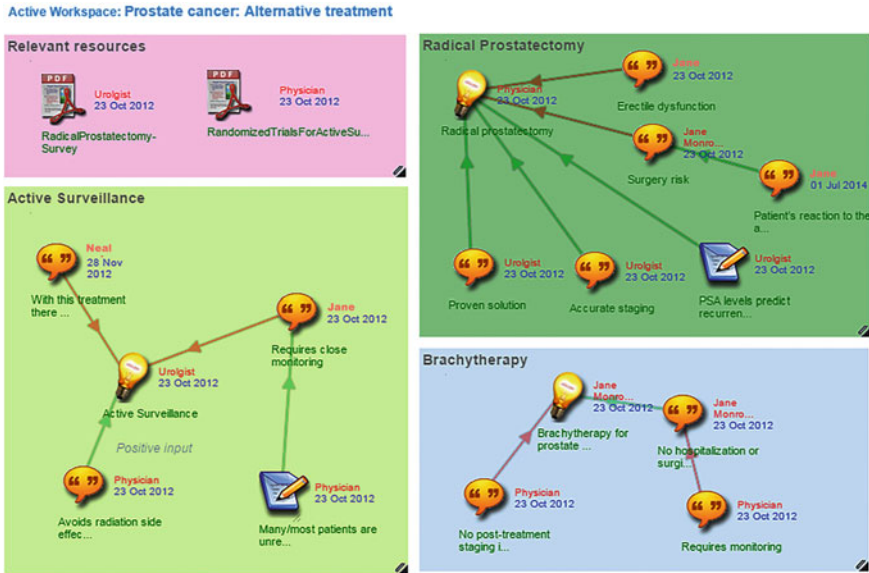 Active Workspace: Prostate cancer: Alternative treatment
Relevant resources
PDF
Urolgist
23 Oct 2012
RadicalProstatectomy-
Survey
PDF
Physician
23 Oct 2012
RandomizedTrialsForActiveSu...
Active Surveillance
Neal
28 Nov
2012
With this treatment
there ...
Jane
23 Oct 2012
Requires close
monitoring
Urolgist
23 Oct 2012
Active Surveillance
Positive input
Physician
23 Oct 2012
Avoids radiation side
effec...
Physician
23 Oct 2012
Many/most patients are
unre...
Radical Prostatectomy
Physician
23 Oct 2012
Radical prostatectomy
Jane
23 Oct 2012
Erectile dysfunction
Jane
Monro...
23 Oct 2012
Surgery risk
Jane
01 Jul 2014
Patient's reaction to the
a...
Urolgist
23 Oct 2012
Proven solution
Urolgist
23 Oct 2012
Accurate staging
Urolgist
23 Oct 2012
PSA levels predict
recurren...
Brachytherapy
Jane
Monro...
23 Oct 2012
Brachytherapy for
prostate ...
Jane
Monro...
23 Oct 2012
No hospitalization or
surgi...
Physician
23 Oct 2012
No post-treatment
staging i...
Physician
23 Oct 2012
Requires monitoring